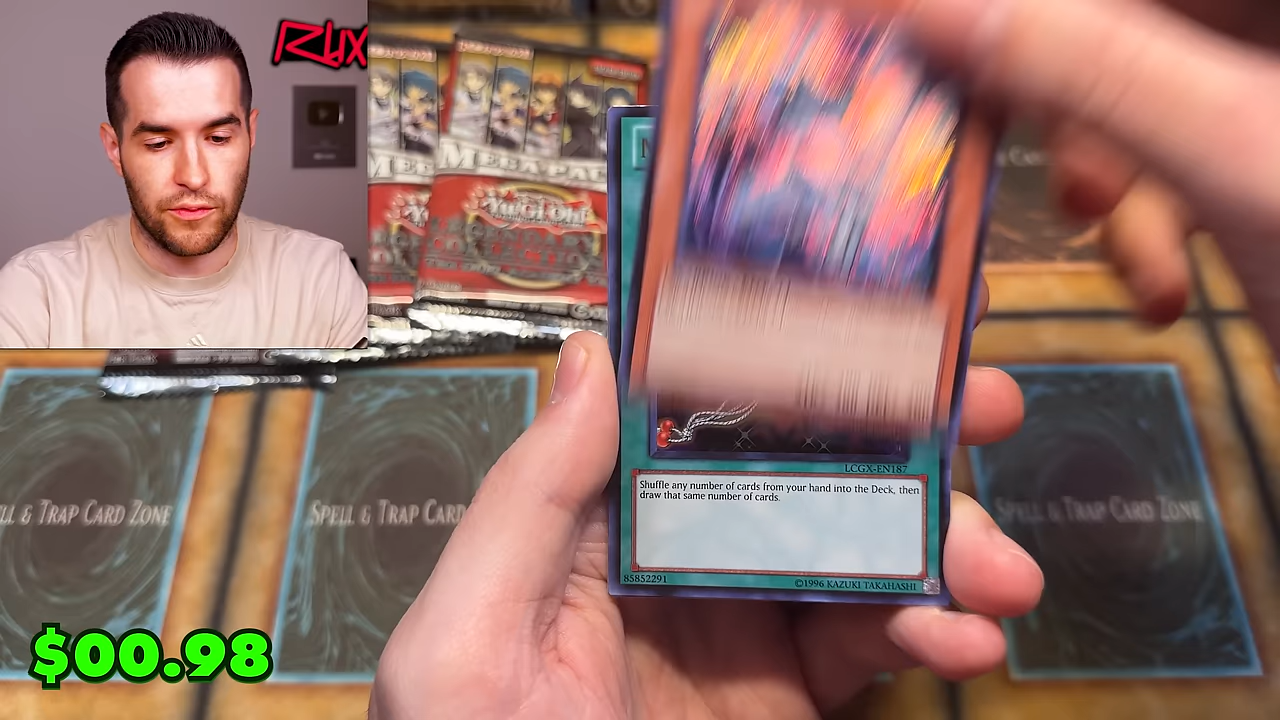 Rux
MEGA-PACK
YU-GI-OH!
M
LCGX-EN187
Shuffle any number of cards from your hand into the Deck, then
draw that same number of cards.
85852291
©1996 KAZUKI TAKAHASHI
SPELL & TRAP CARD ZONE
SPELL & TRAP CARD
SPELL & TRAP CARD ZONE
$00.98